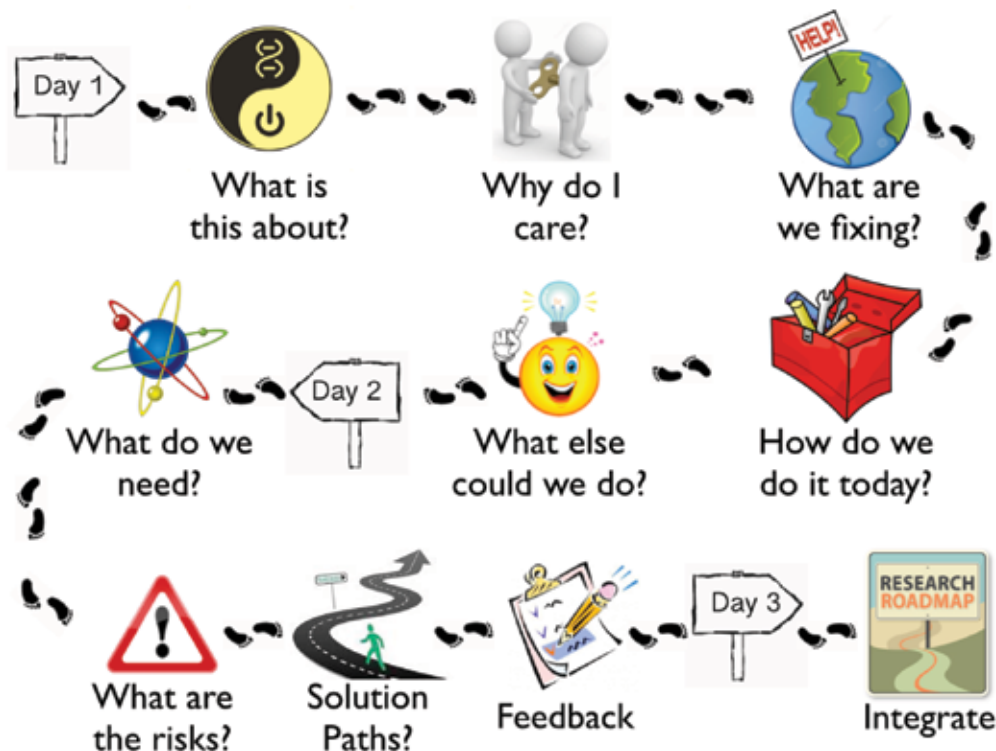 Day 1
HELP!
What is
this about?
Why do I
care?
What are
we fixing?
How do we
do it today?
What else
could we do?
Day 2
What do we
need?
What are
the risks?
Solution
Paths?
Feedback
Day 3
RESEARCH
ROADMAP
Integrate